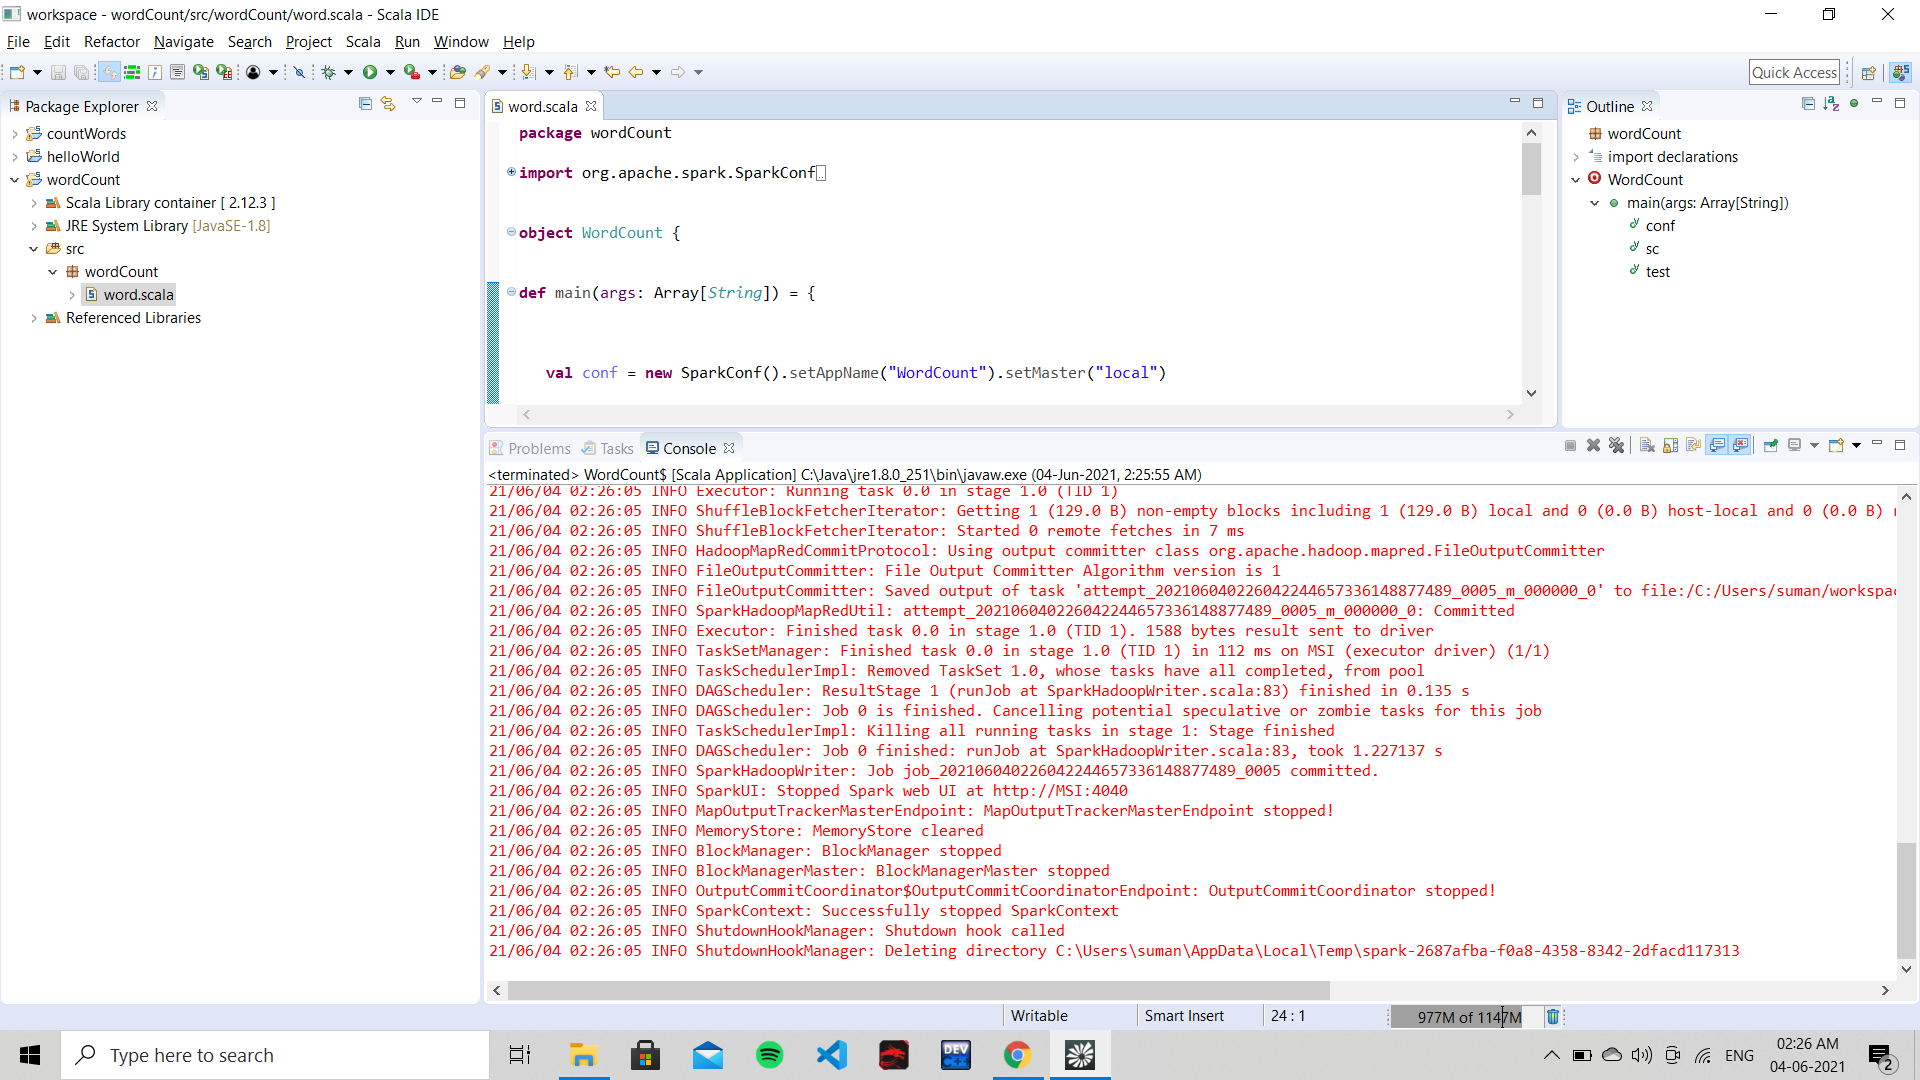 workspace - wordCount/src/wordCount/word.scala - Scala IDE
File Edit Refactor Navigate Search Project Scala Run Window Help
Quick Access
Package Explorer
countWords
helloWorld
wordCount
Scala Library container [ 2.12.3 ]
JRE System Library [JavaSE-1.8]
src
wordCount
word.scala
Referenced Libraries
word.scala
package wordCount
import org.apache.spark.SparkConf
object WordCount {
def main(args: Array[String]) = {
val conf = new SparkConf().setAppName("WordCount").setMaster("local")
Outline
wordCount
import declarations
WordCount
main(args: Array[String])
conf
sc
test
Problems Tasks Console
<terminated> WordCount$ [Scala Application] C:\Java\jre1.8.0_251\bin\javaw.exe (04-Jun-2021, 2:25:55 AM)
21/06/04 02:26:05 INFO Executor: Running task 0.0 in stage 1.0 (TID 1)
21/06/04 02:26:05 INFO ShuffleBlockFetcherIterator: Getting 1 (129.0 B) non-empty blocks including 1 (129.0 B) local and 0 (0.0 B) host-local and 0 (0.0 B)
21/06/04 02:26:05 INFO ShuffleBlockFetcherIterator: Started 0 remote fetches in 7 ms
21/06/04 02:26:05 INFO HadoopMapRedCommitProtocol: Using output committer class org.apache.hadoop.mapred.FileOutputCommitter
21/06/04 02:26:05 INFO FileOutputCommitter: File Output Committer Algorithm version is 1
21/06/04 02:26:05 INFO FileOutputCommitter: Saved output of task 'attempt_20210604022604224465733614887​7489_0005_m_000000_0' to file:/C:/Users/suman/workspac
21/06/04 02:26:05 INFO SparkHadoopMapRedUtil: attempt_202106040226042244657336148877489_0005_m_000000_0: Committed
21/06/04 02:26:05 INFO Executor: Finished task 0.0 in stage 1.0 (TID 1). 1588 bytes result sent to driver
21/06/04 02:26:05 INFO TaskSetManager: Finished task 0.0 in stage 1.0 (TID 1) in 112 ms on MSI (executor driver) (1/1)
21/06/04 02:26:05 INFO TaskSchedulerImpl: Removed TaskSet 1.0, whose tasks have all completed, from pool
21/06/04 02:26:05 INFO DAGScheduler: ResultStage 1 (runJob at SparkHadoopWriter.scala:83) finished in 0.135 s
21/06/04 02:26:05 INFO DAGScheduler: Job 0 is finished. Cancelling potential speculative or zombie tasks for this job
21/06/04 02:26:05 INFO TaskSchedulerImpl: Killing all running tasks in stage 1: Stage finished
21/06/04 02:26:05 INFO DAGScheduler: Job 0 finished: runJob at SparkHadoopWriter.scala:83, took 1.227137 s
21/06/04 02:26:05 INFO SparkHadoopWriter: Job job_202106040226042244657336148877489_0005 committed.
21/06/04 02:26:05 INFO SparkUI: Stopped Spark web UI at http://MSI:4040
21/06/04 02:26:05 INFO MapOutputTrackerMasterEndpoint: MapOutputTrackerMasterEndpoint stopped!
21/06/04 02:26:05 INFO MemoryStore: MemoryStore cleared
21/06/04 02:26:05 INFO BlockManager: BlockManager stopped
21/06/04 02:26:05 INFO BlockManagerMaster: BlockManagerMaster stopped
21/06/04 02:26:05 INFO OutputCommitCoordinator$OutputCommitCoordinatorEndpoint: OutputCommitCoordinator stopped!
21/06/04 02:26:05 INFO SparkContext: Successfully stopped SparkContext
21/06/04 02:26:05 INFO ShutdownHookManager: Shutdown hook called
21/06/04 02:26:05 INFO ShutdownHookManager: Deleting directory C:\Users\suman\AppData\Local\Temp\spark-2687afba-f0a8-4358-8342-2dfacd117313
Writable Smart Insert 24 : 1 977M of 1147M
Type here to search
DEV
ENG
02:26 AM
04-06-2021
2